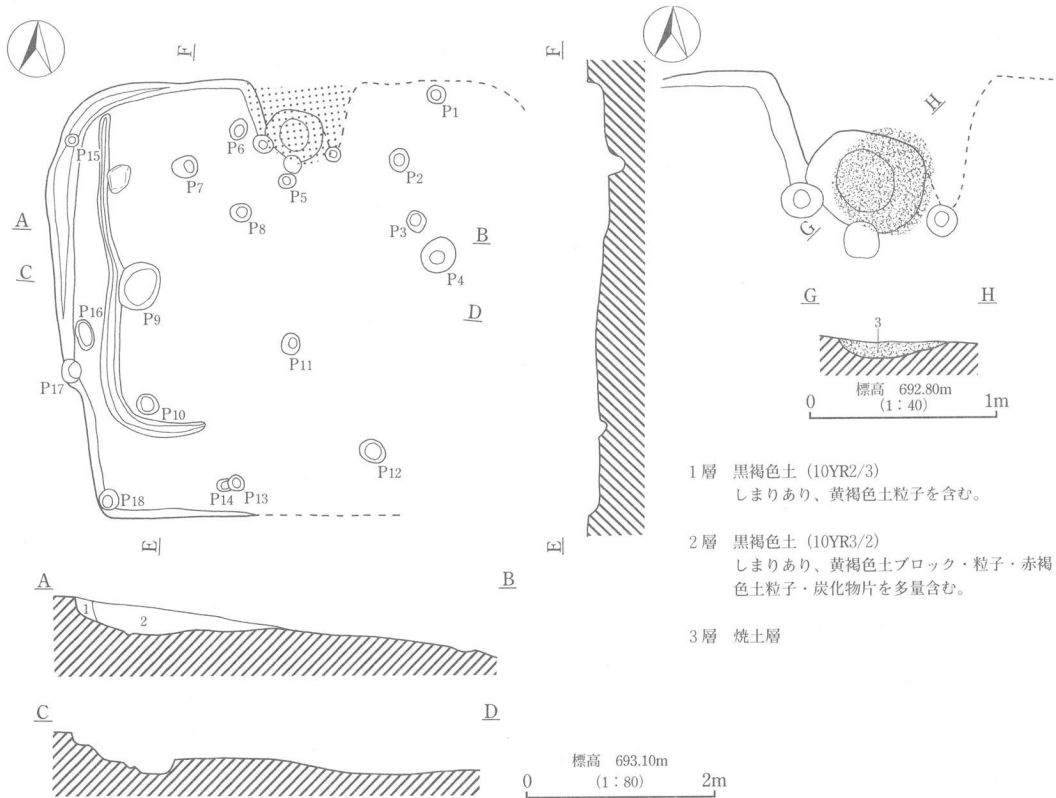 F
P1
P15
P6
P7
P5
P2
P8
P3
A
B
P4
C
P9
D
P16
P11
P17
P10
P12
P14
P13
P18
E
F
E
H
G
G
H
3
標高 692.80m
0
(1：40)
1m
1層 黒褐色土 (10YR2/3)
しまりあり、黄褐色土粒子を含む。
2層 黒褐色土 (10YR3/2)
しまりあり、黄褐色土ブロック・粒子・赤褐
色土粒子・炭化物片を多量含む。
3層 焼土層
A
B
1
2
C
D
標高 693.10m
0
(1：80)
2m